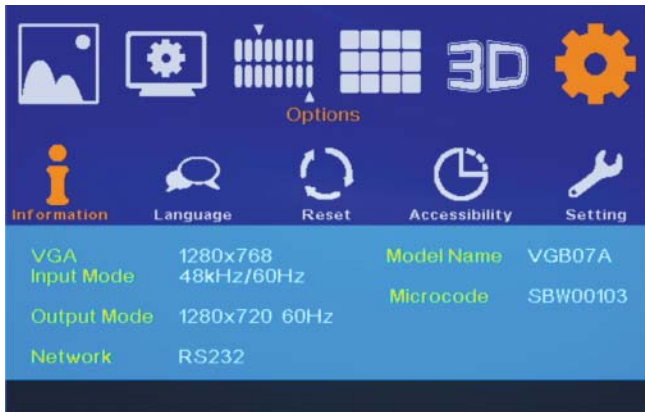 3D
Options
Information Language Reset Accessibility Setting
VGA 1280x768 Model Name VGB07A
Input Mode 48kHz/60Hz
Microcode SBW00103
Output Mode 1280x720 60Hz
Network RS232